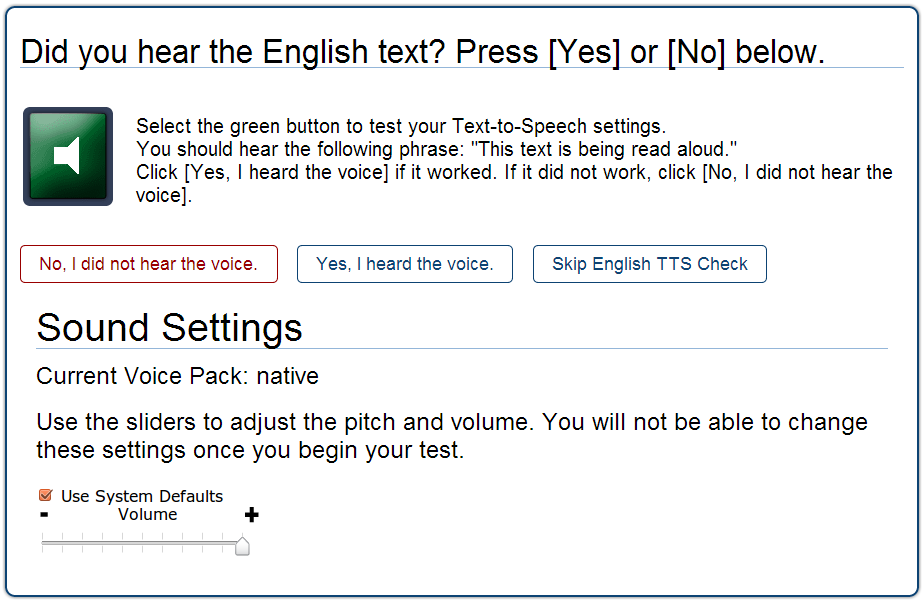 Did you hear the English text? Press [Yes] or [No] below.
Select the green button to test your Text-to-Speech settings.
You should hear the following phrase: "This text is being read aloud."
Click [Yes, I heard the voice] if it worked. If it did not work, click [No, I did not hear the
voice].
No, I did not hear the voice.
Yes, I heard the voice.
Skip English TTS Check
Sound Settings
Current Voice Pack: native
Use the sliders to adjust the pitch and volume. You will not be able to change
these settings once you begin your test.
Use System Defaults
- Volume +